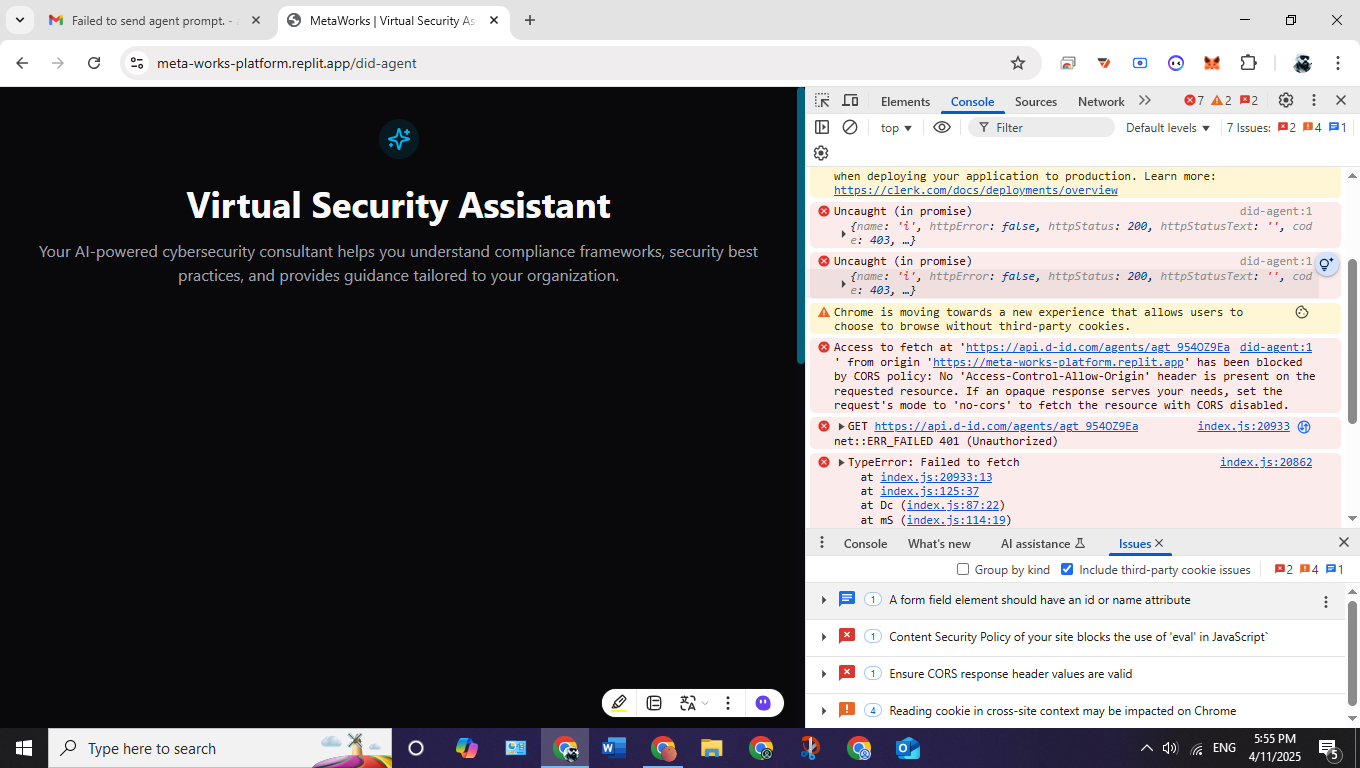 Failed to send agent prompt. -
MetaWorks | Virtual Security As
meta-works-platform.replit.app/did-agent
Virtual Security Assistant
Your AI-powered cybersecurity consultant helps you understand compliance frameworks, security best
practices, and provides guidance tailored to your organization.
Elements Console Sources Network 7 2 2
top Filter Default levels 7 Issues: 2 4 1
when deploying your application to production. Learn more:
https://clerk.com/docs/deployments/overview
Uncaught (in promise) did-agent:1
{name: 'i', httpError: false, httpStatus: 200, httpStatusText: '', cod
e: 403, …}
Uncaught (in promise) did-agent:1
{name: 'i', httpError: false, httpStatus: 200, httpStatusText: '', cod
e: 403, …}
Chrome is moving towards a new experience that allows users to
choose to browse without third-party cookies.
Access to fetch at 'https://api.d-id.com/agents/agt_954OZ9Ea did-agent:1
' from origin 'https://meta-works-platform.replit.app' has been blocked
by CORS policy: No 'Access-Control-Allow-Origin' header is present on the
requested resource. If an opaque response serves your needs, set the
request's mode to 'no-cors' to fetch the resource with CORS disabled.
GET https://api.d-id.com/agents/agt_954OZ9Ea index.js:20933
net::ERR_FAILED 401 (Unauthorized)
TypeError: Failed to fetch index.js:20862
at index.js:20933:13
at index.js:125:37
at Dc (index.js:87:22)
at mS (index.js:114:19)
Console What's new AI assistance Issues
Group by kind Include third-party cookie issues 2 4 1
1 A form field element should have an id or name attribute
1 Content Security Policy of your site blocks the use of 'eval' in JavaScript`
1 Ensure CORS response header values are valid
4 Reading cookie in cross-site context may be impacted on Chrome
Type here to search
ENG
5:55 PM
4/11/2025
5